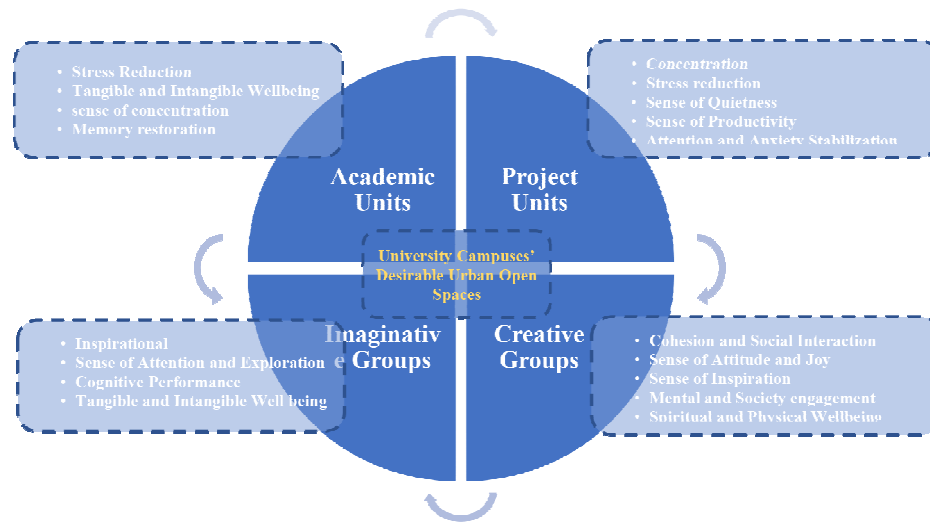 • Stress Reduction
• Tangible and Intangible Wellbeing
• sense of concentration
• Memory restoration
• Concentration
• Stress reduction
• Sense of Quietness
• Sense of Productivity
• Attention and Anxiety Stabilization
Academic
Units
Project
Units
University Campuses’
Desirable Urban Open
Spaces
Imaginativ
e Groups
Creative
Groups
• Inspirational
• Sense of Attention and Exploration
• Cognitive Performance
• Tangible and Intangible Well being
• Cohesion and Social Interaction
• Sense of Attitude and Joy
• Sense of Inspiration
• Mental and Society engagement
• Spiritual and Physical Wellbeing